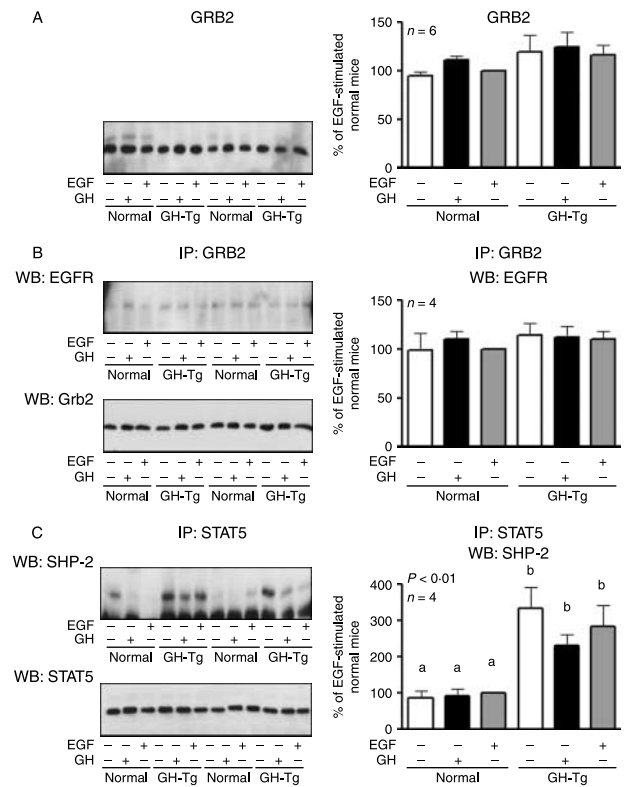 A
GRB2
EGF – – + – – + – – + – – +
GH – + – – + – – + – – + –
Normal GH-Tg Normal GH-Tg
GRB2
% of EGF-stimulated
normal mice
150
100
50
0
n = 6
EGF – – + – – +
GH – + – – + –
Normal GH-Tg
B
IP: GRB2
WB: EGFR
EGF – – + – – + – – + – – +
GH – + – – + – – + – – + –
Normal GH-Tg Normal GH-Tg
WB: Grb2
EGF – – + – – + – – + – – +
GH – + – – + – – + – – + –
Normal GH-Tg Normal GH-Tg
IP: GRB2
WB: EGFR
% of EGF-stimulated
normal mice
150
100
50
0
n = 4
EGF – – + – – +
GH – + – – + –
Normal GH-Tg
C
IP: STAT5
WB: SHP-2
EGF – – + – – + – – + – – +
GH – + – – + – – + – – + –
Normal GH-Tg Normal GH-Tg
WB: STAT5
EGF – – + – – + – – + – – +
GH – + – – + – – + – – + –
Normal GH-Tg Normal GH-Tg
IP: STAT5
WB: SHP-2
% of EGF-stimulated
normal mice
400
300
200
100
0
P < 0·01
n = 4
a a a b b b
EGF – – + – – +
GH – + – – + –
Normal GH-Tg